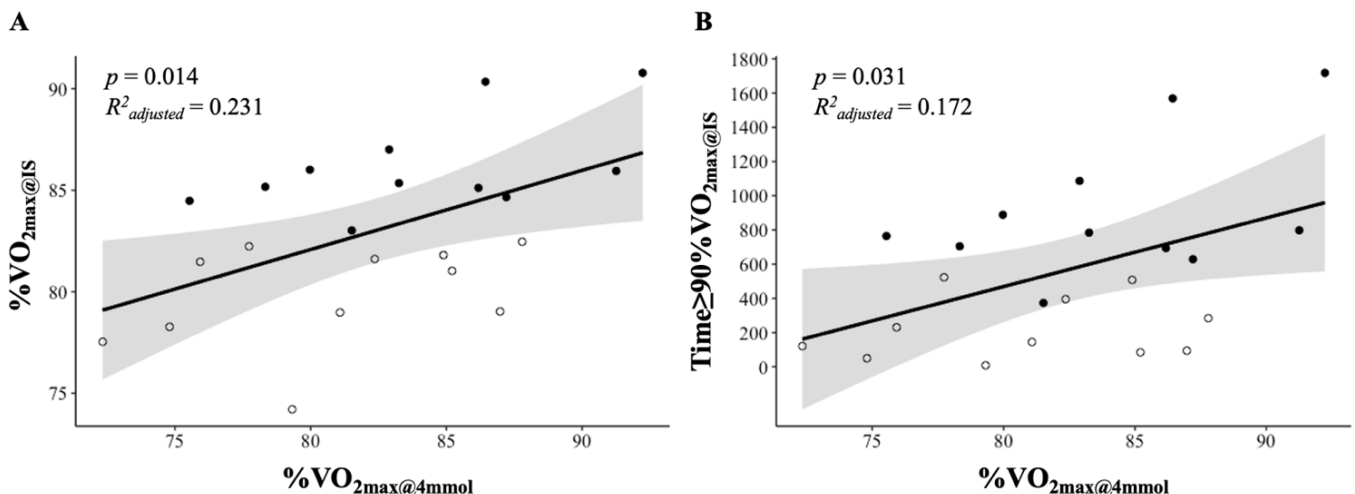 A
p = 0.014
R²adjusted = 0.231
90
85
80
75
%VO₂max@IS
75 80 85 90
%VO₂max@4mmol
B
p = 0.031
R²adjusted = 0.172
1800
1600
1400
1200
1000
800
600
400
200
0
Time≥90%VO₂max@IS
75 80 85 90
%VO₂max@4mmol